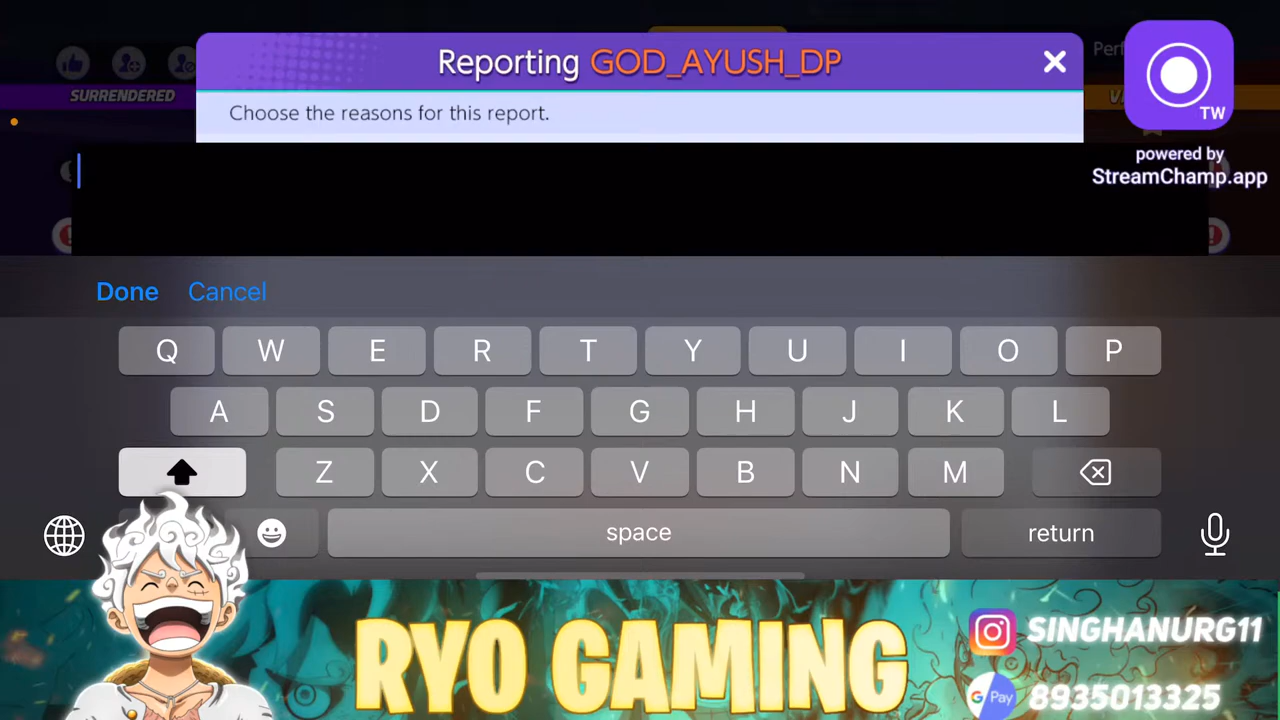 Reporting GOD_AYUSH_DP
Choose the reasons for this report.
SURRENDERED
TW
powered by
StreamChamp.app
Done Cancel
Q W E R T Y U I O P
A S D F G H J K L
Z X C V B N M
space
return
RYO GAMING
SINGHANURG11
G Pay 8935013325